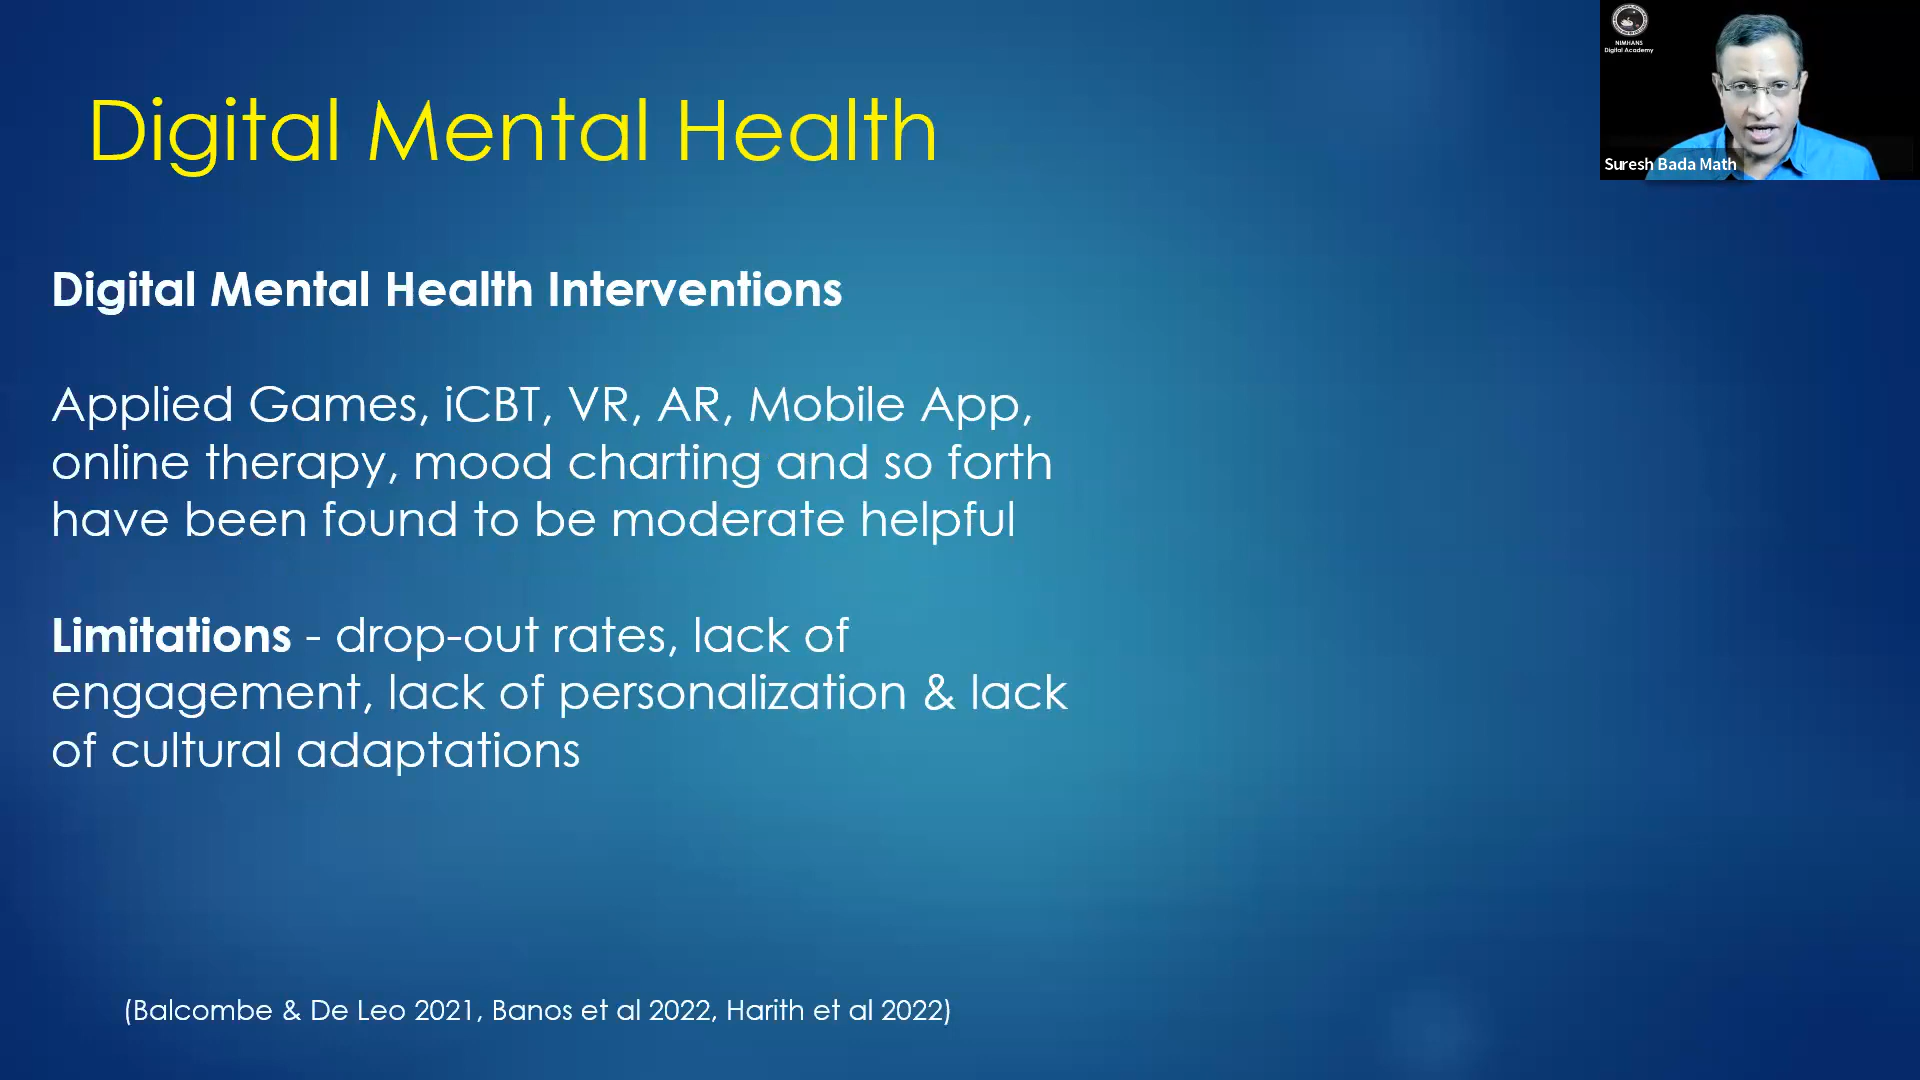 Digital Mental Health
NIMHANS
Digital Academy
Suresh Bada Math
Digital Mental Health Interventions
Applied Games, iCBT, VR, AR, Mobile App,
online therapy, mood charting and so forth
have been found to be moderate helpful
Limitations - drop-out rates, lack of
engagement, lack of personalization & lack
of cultural adaptations
(Balcombe & De Leo 2021, Banos et al 2022, Harith et al 2022)